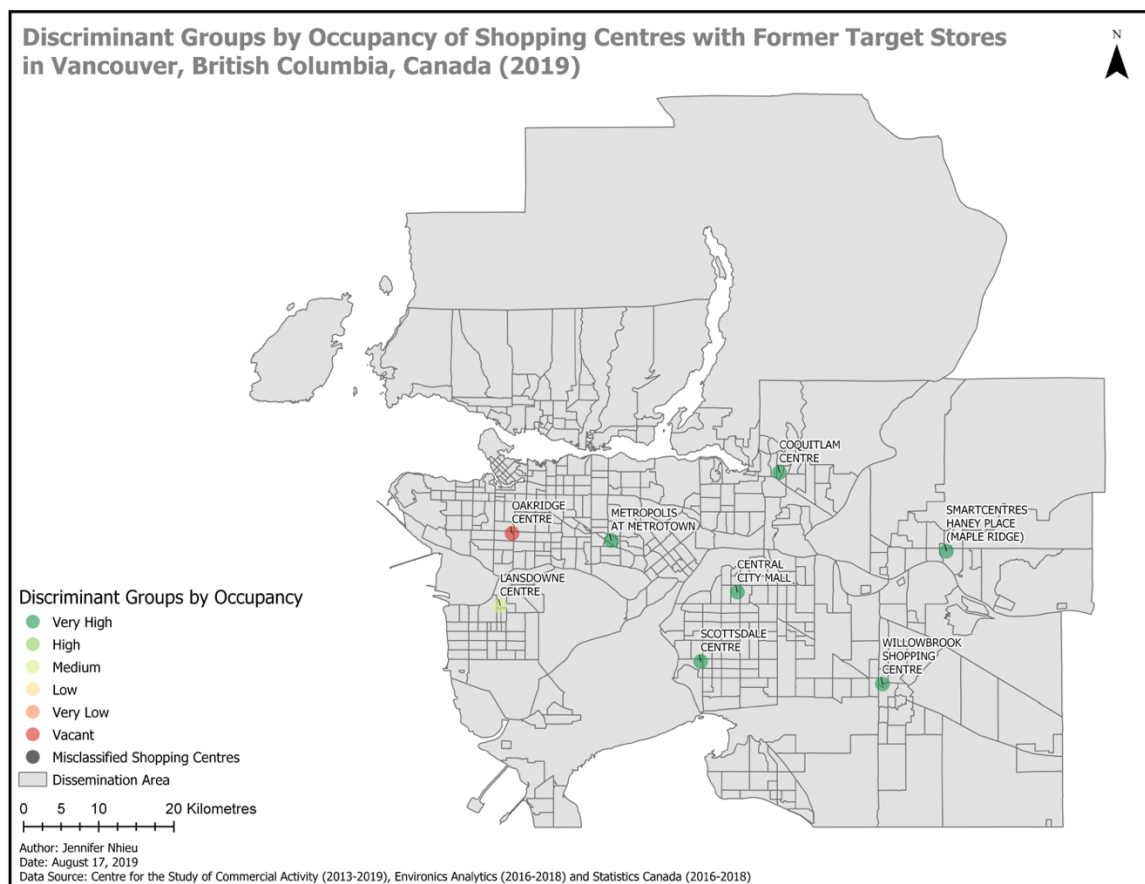 Discriminant Groups by Occupancy of Shopping Centres with Former Target Stores
in Vancouver, British Columbia, Canada (2019)
N
COQUITLAM
CENTRE
OAKRIDGE
CENTRE
METROPOLIS
AT METROTOWN
SMARTCENTRES
HANEY PLACE
(MAPLE RIDGE)
CENTRAL
CITY MALL
LANSDOWNE
CENTRE
SCOTTSDALE
CENTRE
WILLOWBROOK
SHOPPING
CENTRE
Discriminant Groups by Occupancy
Very High
High
Medium
Low
Very Low
Vacant
Misclassified Shopping Centres
Dissemination Area
0 5 10 20 Kilometres
Author: Jennifer Nhieu
Date: August 17, 2019
Data Source: Centre for the Study of Commercial Activity (2013-2019), Environics Analytics (2016-2018) and Statistics Canada (2016-2018)